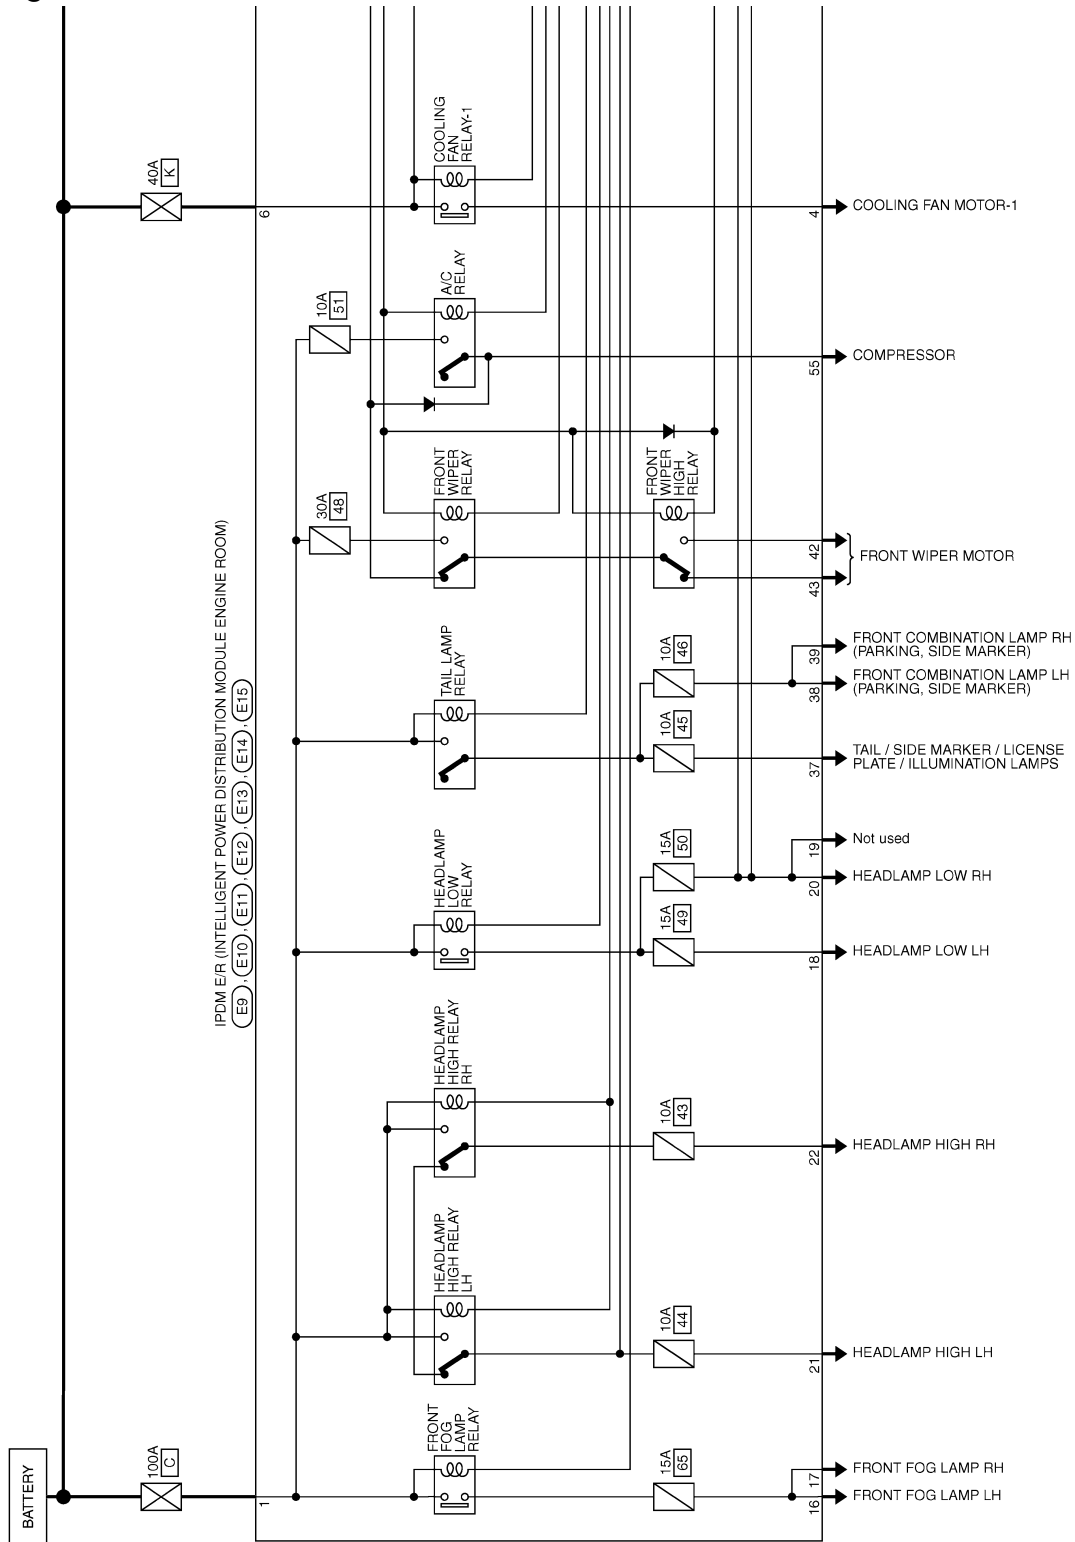 g
COOLING
FAN
RELAY-1
40A
K
6
4
COOLING FAN MOTOR-1
A/C
RELAY
10A
51
55
COMPRESSOR
FRONT
WIPER
RELAY
FRONT
WIPER
HIGH
RELAY
30A
48
42
43
FRONT WIPER MOTOR
IPDM E/R (INTELLIGENT POWER DISTRIBUTION MODULE ENGINE ROOM)
E9 , E10 , E11 , E12 , E13 , E14 , E15
TAIL LAMP
RELAY
10A
46
39
FRONT COMBINATION LAMP RH
(PARKING, SIDE MARKER)
38
FRONT COMBINATION LAMP LH
(PARKING, SIDE MARKER)
10A
45
37
TAIL / SIDE MARKER / LICENSE
PLATE / ILLUMINATION LAMPS
HEADLAMP
LOW
RELAY
15A
50
19
Not used
20
HEADLAMP LOW RH
15A
49
18
HEADLAMP LOW LH
HEADLAMP
HIGH RELAY
RH
10A
43
22
HEADLAMP HIGH RH
HEADLAMP
HIGH RELAY
LH
10A
44
21
HEADLAMP HIGH LH
BATTERY
100A
C
1
FRONT
FOG
LAMP
RELAY
15A
65
17
FRONT FOG LAMP RH
16
FRONT FOG LAMP LH